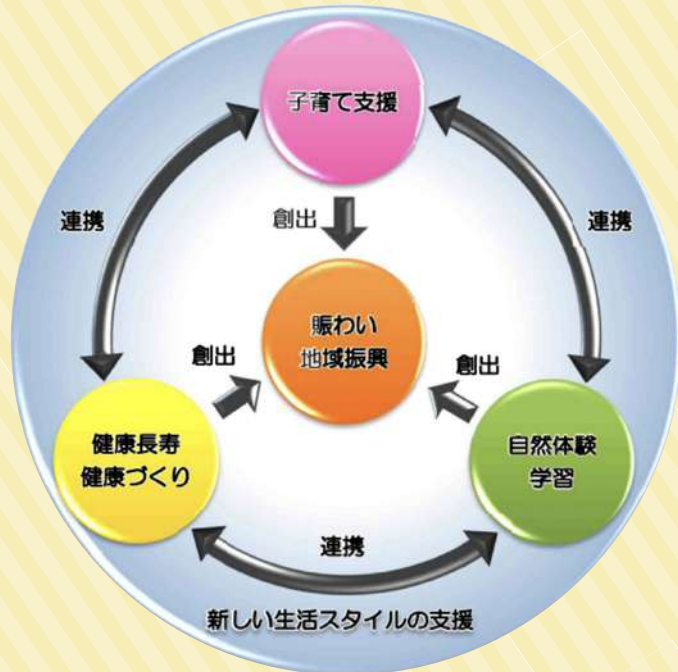 子育て支援
連携
連携
創出
賑わい
地域振興
創出
創出
健康長寿
健康づくり
自然体験
学習
連携
新しい生活スタイルの支援